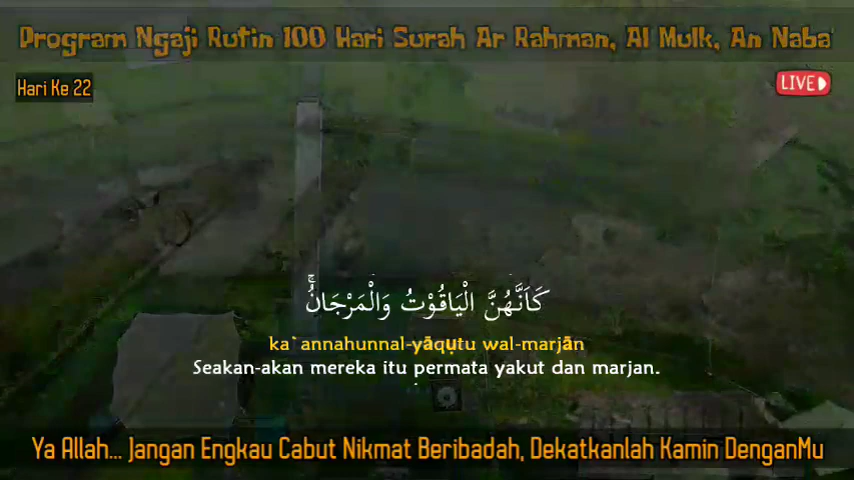 Program Ngaji Rutin 100 Hari Surah Ar Rahman, Al Mulk, An Naba'
Hari Ke 22
LIVE
كَاَنَّهُنَّ الْيَاقُوْتُ وَالْمَرْجَانُۚ
ka`annahunnal-yāqụtu wal-marjān
Seakan-akan mereka itu permata yakut dan marjan.
Ya Allah... Jangan Engkau Cabut Nikmat Beribadah, Dekatkanlah Kamin DenganMu